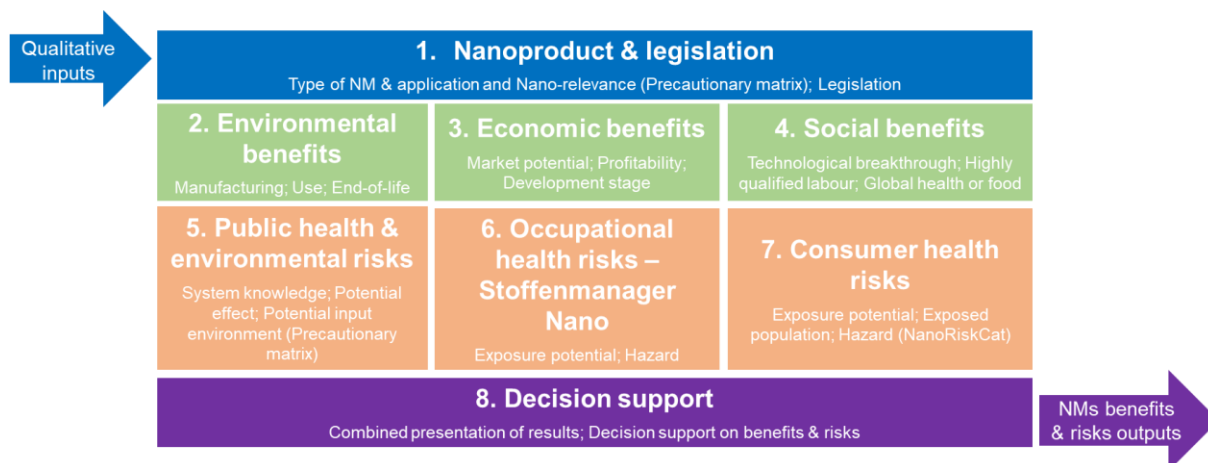 Qualitative
inputs
1. Nanoproduct & legislation
Type of NM & application and Nano-relevance (Precautionary matrix); Legislation
2. Environmental
benefits
Manufacturing; Use; End-of-life
3. Economic benefits
Market potential; Profitability;
Development stage
4. Social benefits
Technological breakthrough; Highly
qualified labour; Global health or food
5. Public health &
environmental risks
System knowledge; Potential
effect; Potential input
environment (Precautionary
matrix)
6. Occupational
health risks –
Stoffenmanager
Nano
Exposure potential; Hazard
7. Consumer health
risks
Exposure potential; Exposed
population; Hazard (NanoRiskCat)
8. Decision support
Combined presentation of results; Decision support on benefits & risks
NMs benefits
& risks outputs